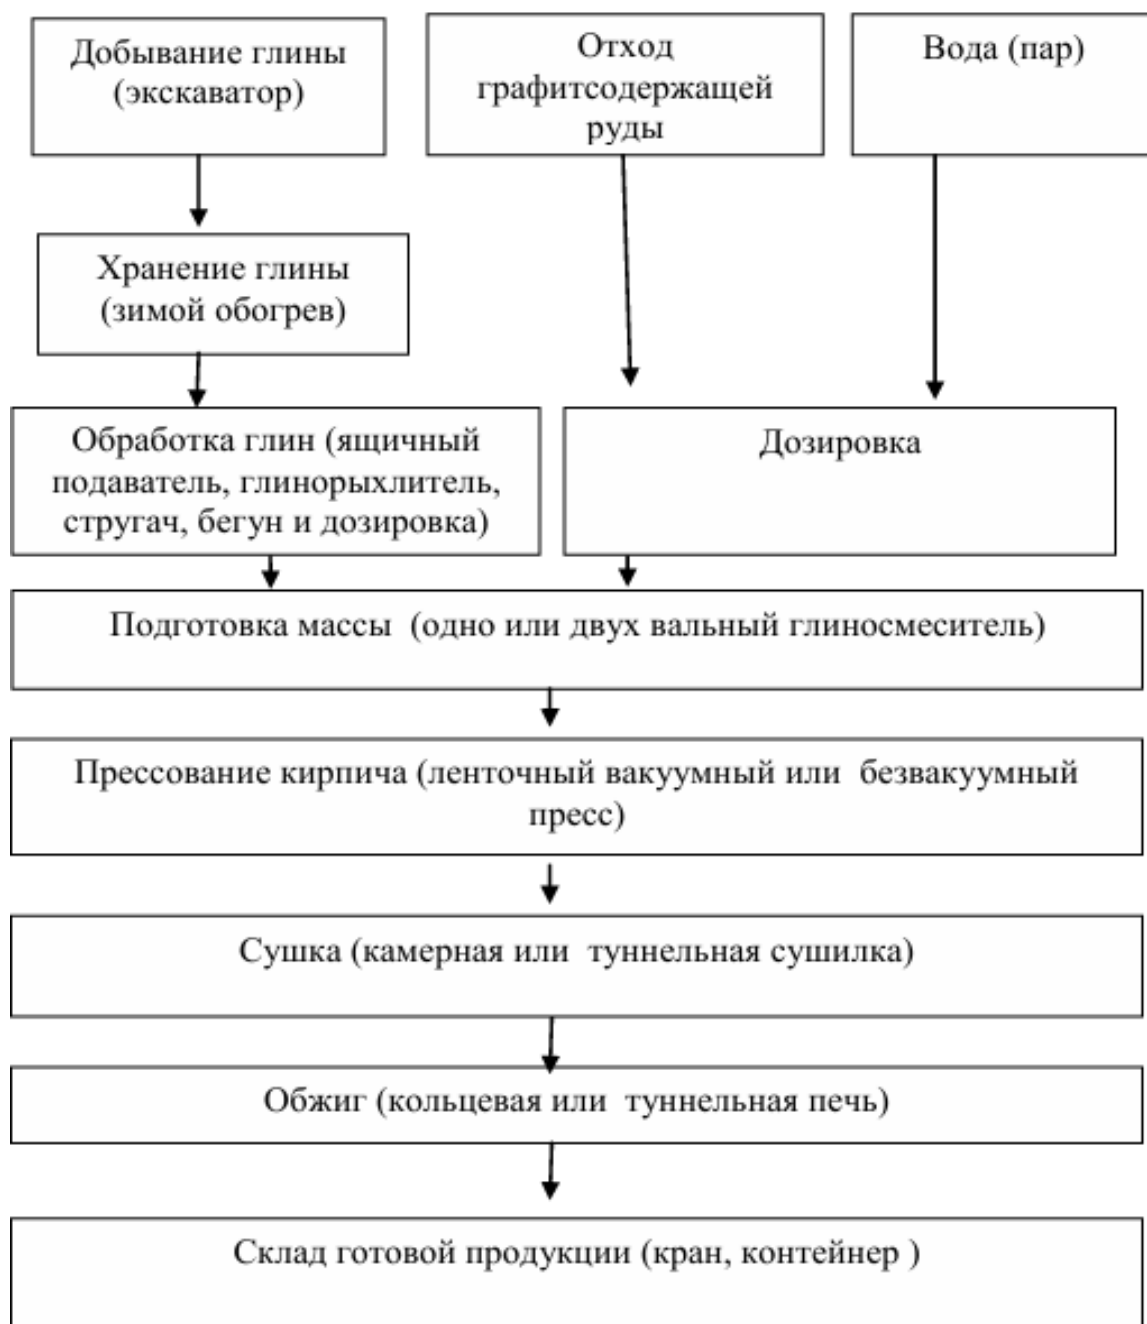 Добывание глины
(экскаватор)
Отход
графитсодержащей
руды
Вода (пар)
Хранение глины
(зимой обогрев)
Обработка глин (ящичный
подаватель, глинорыхлитель,
стругач, бегун и дозировка)
Дозировка
Подготовка массы (одно или двух вальный глиносмеситель)
Прессование кирпича (ленточный вакуумный или безвакуумный
пресс)
Сушка (камерная или туннельная сушилка)
Обжиг (кольцевая или туннельная печь)
Склад готовой продукции (кран, контейнер )